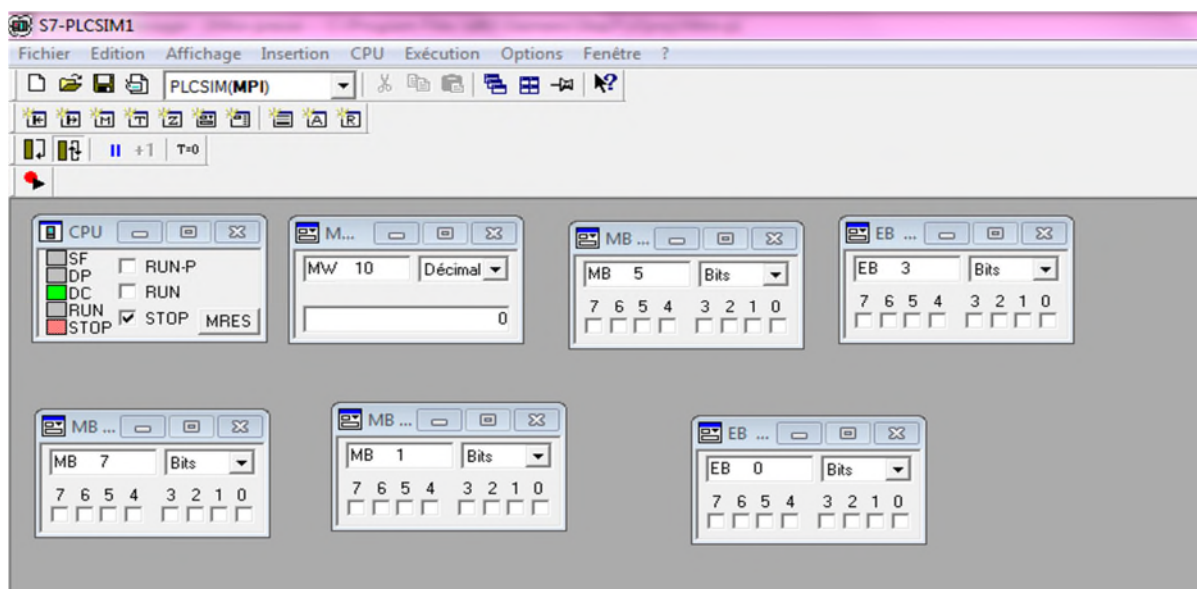 S7-PLCSIM1
Fichier Edition Affichage Insertion CPU Exécution Options Fenêtre ?
PLCSIM(MPI)
+1 T=0
CPU
SF
DP
DC
RUN
STOP
RUN-P
RUN
STOP
MRES
M...
MW 10 Décimal
0
MB ...
MB 5 Bits
7 6 5 4 3 2 1 0
EB ...
EB 3 Bits
7 6 5 4 3 2 1 0
MB ...
MB 7 Bits
7 6 5 4 3 2 1 0
MB ...
MB 1 Bits
7 6 5 4 3 2 1 0
EB ...
EB 0 Bits
7 6 5 4 3 2 1 0